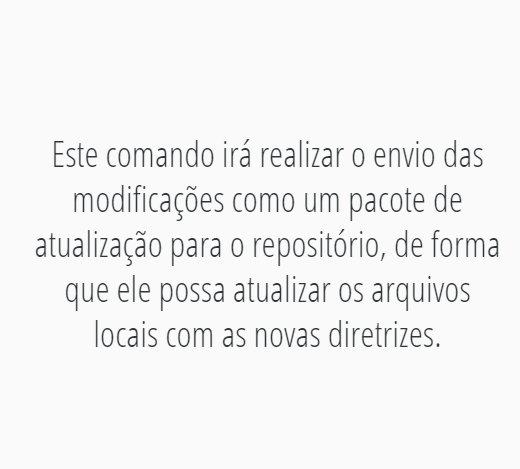 Este comando irá realizar o envio das
modificações como um pacote de
atualização para o repositório, de forma
que ele possa atualizar os arquivos
locais com as novas diretrizes.